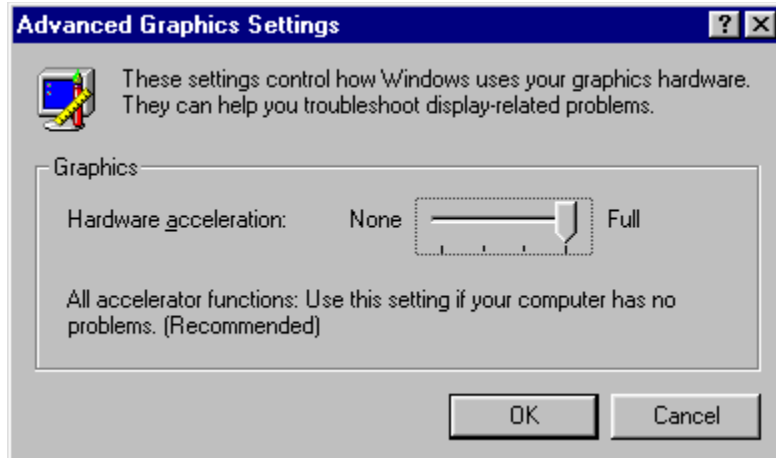 Advanced Graphics Settings
These settings control how Windows uses your graphics hardware.
They can help you troubleshoot display-related problems.
Graphics
Hardware acceleration:
None
Full
All accelerator functions: Use this setting if your computer has no
problems. (Recommended)
OK
Cancel